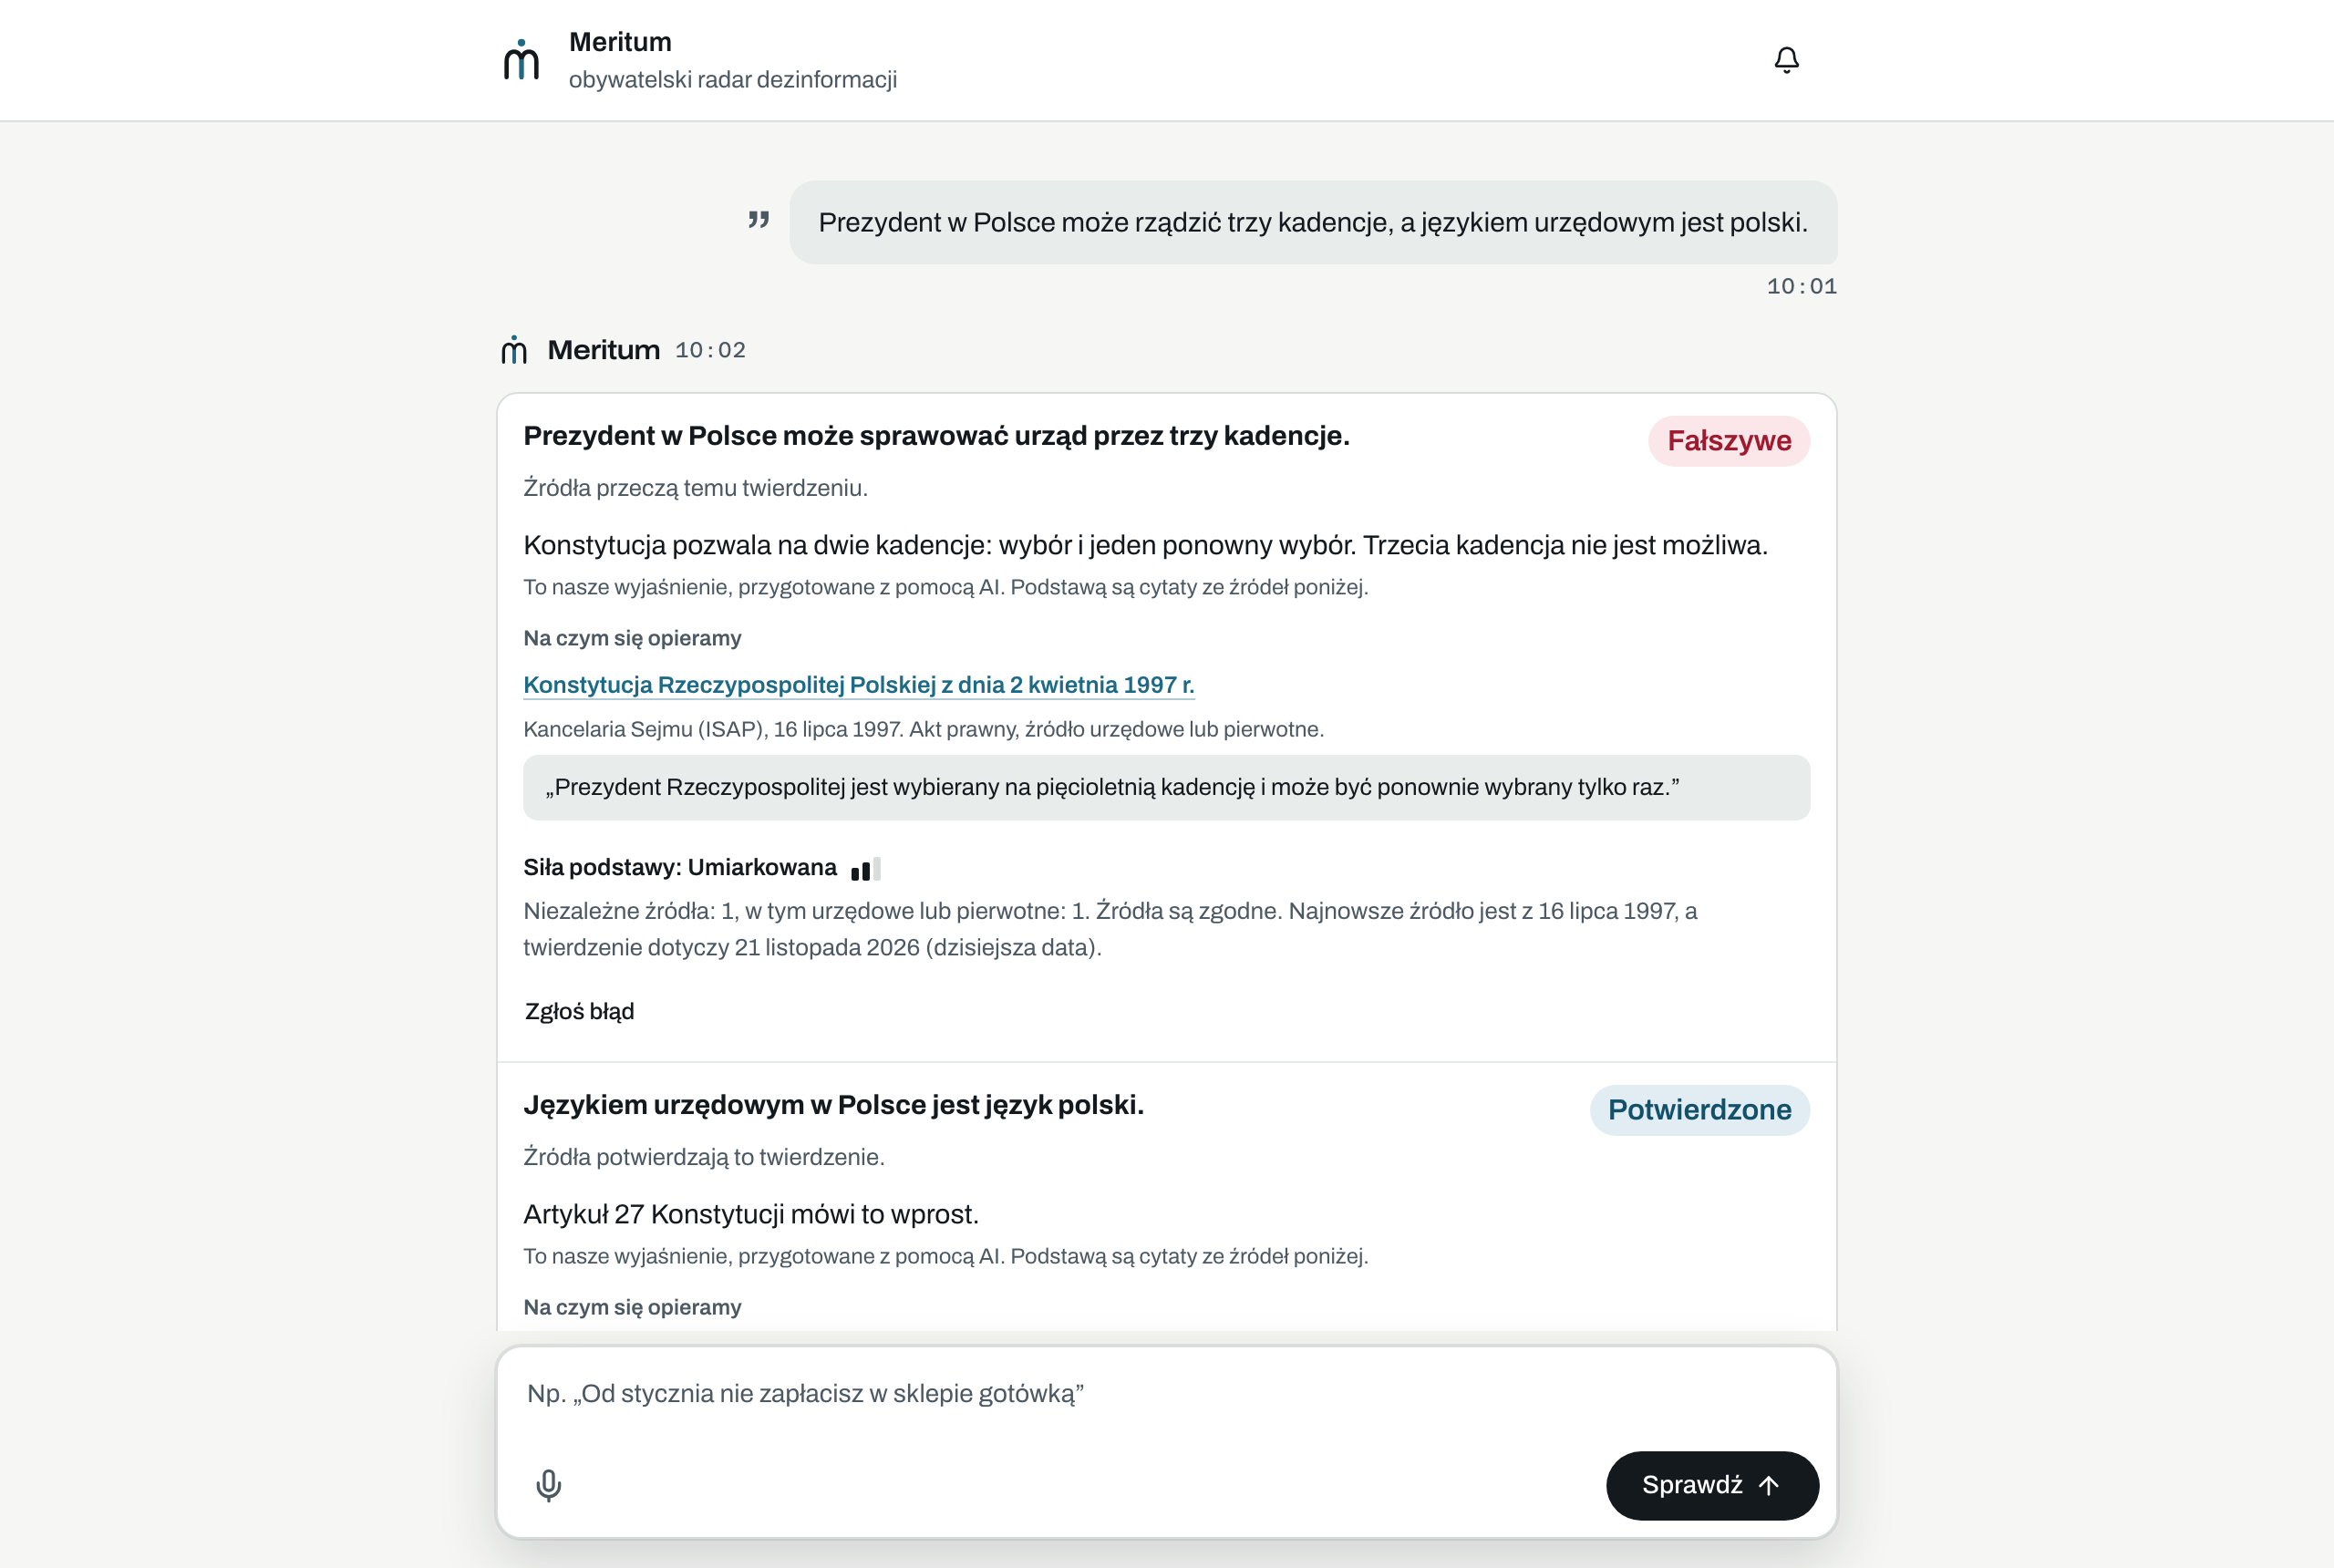 Meritum
obywatelski radar dezinformacji
” Prezydent w Polsce może rządzić trzy kadencje, a językiem urzędowym jest polski.
10:01
Meritum 10:02
Prezydent w Polsce może sprawować urząd przez trzy kadencje.
Fałszywe
Źródła przeczą temu twierdzeniu.
Konstytucja pozwala na dwie kadencje: wybór i jeden ponowny wybór. Trzecia kadencja nie jest możliwa.
To nasze wyjaśnienie, przygotowane z pomocą AI. Podstawą są cytaty ze źródeł poniżej.
Na czym się opieramy
Konstytucja Rzeczypospolitej Polskiej z dnia 2 kwietnia 1997 r.
Kancelaria Sejmu (ISAP), 16 lipca 1997. Akt prawny, źródło urzędowe lub pierwotne.
„Prezydent Rzeczypospolitej jest wybierany na pięcioletnią kadencję i może być ponownie wybrany tylko raz.”
Siła podstawy: Umiarkowana
Niezależne źródła: 1, w tym urzędowe lub pierwotne: 1. Źródła są zgodne. Najnowsze źródło jest z 16 lipca 1997, a
twierdzenie dotyczy 21 listopada 2026 (dzisiejsza data).
Zgłoś błąd
Językiem urzędowym w Polsce jest język polski.
Potwierdzone
Źródła potwierdzają to twierdzenie.
Artykuł 27 Konstytucji mówi to wprost.
To nasze wyjaśnienie, przygotowane z pomocą AI. Podstawą są cytaty ze źródeł poniżej.
Na czym się opieramy
Np. „Od stycznia nie zapłacisz w sklepie gotówką”
Sprawdź